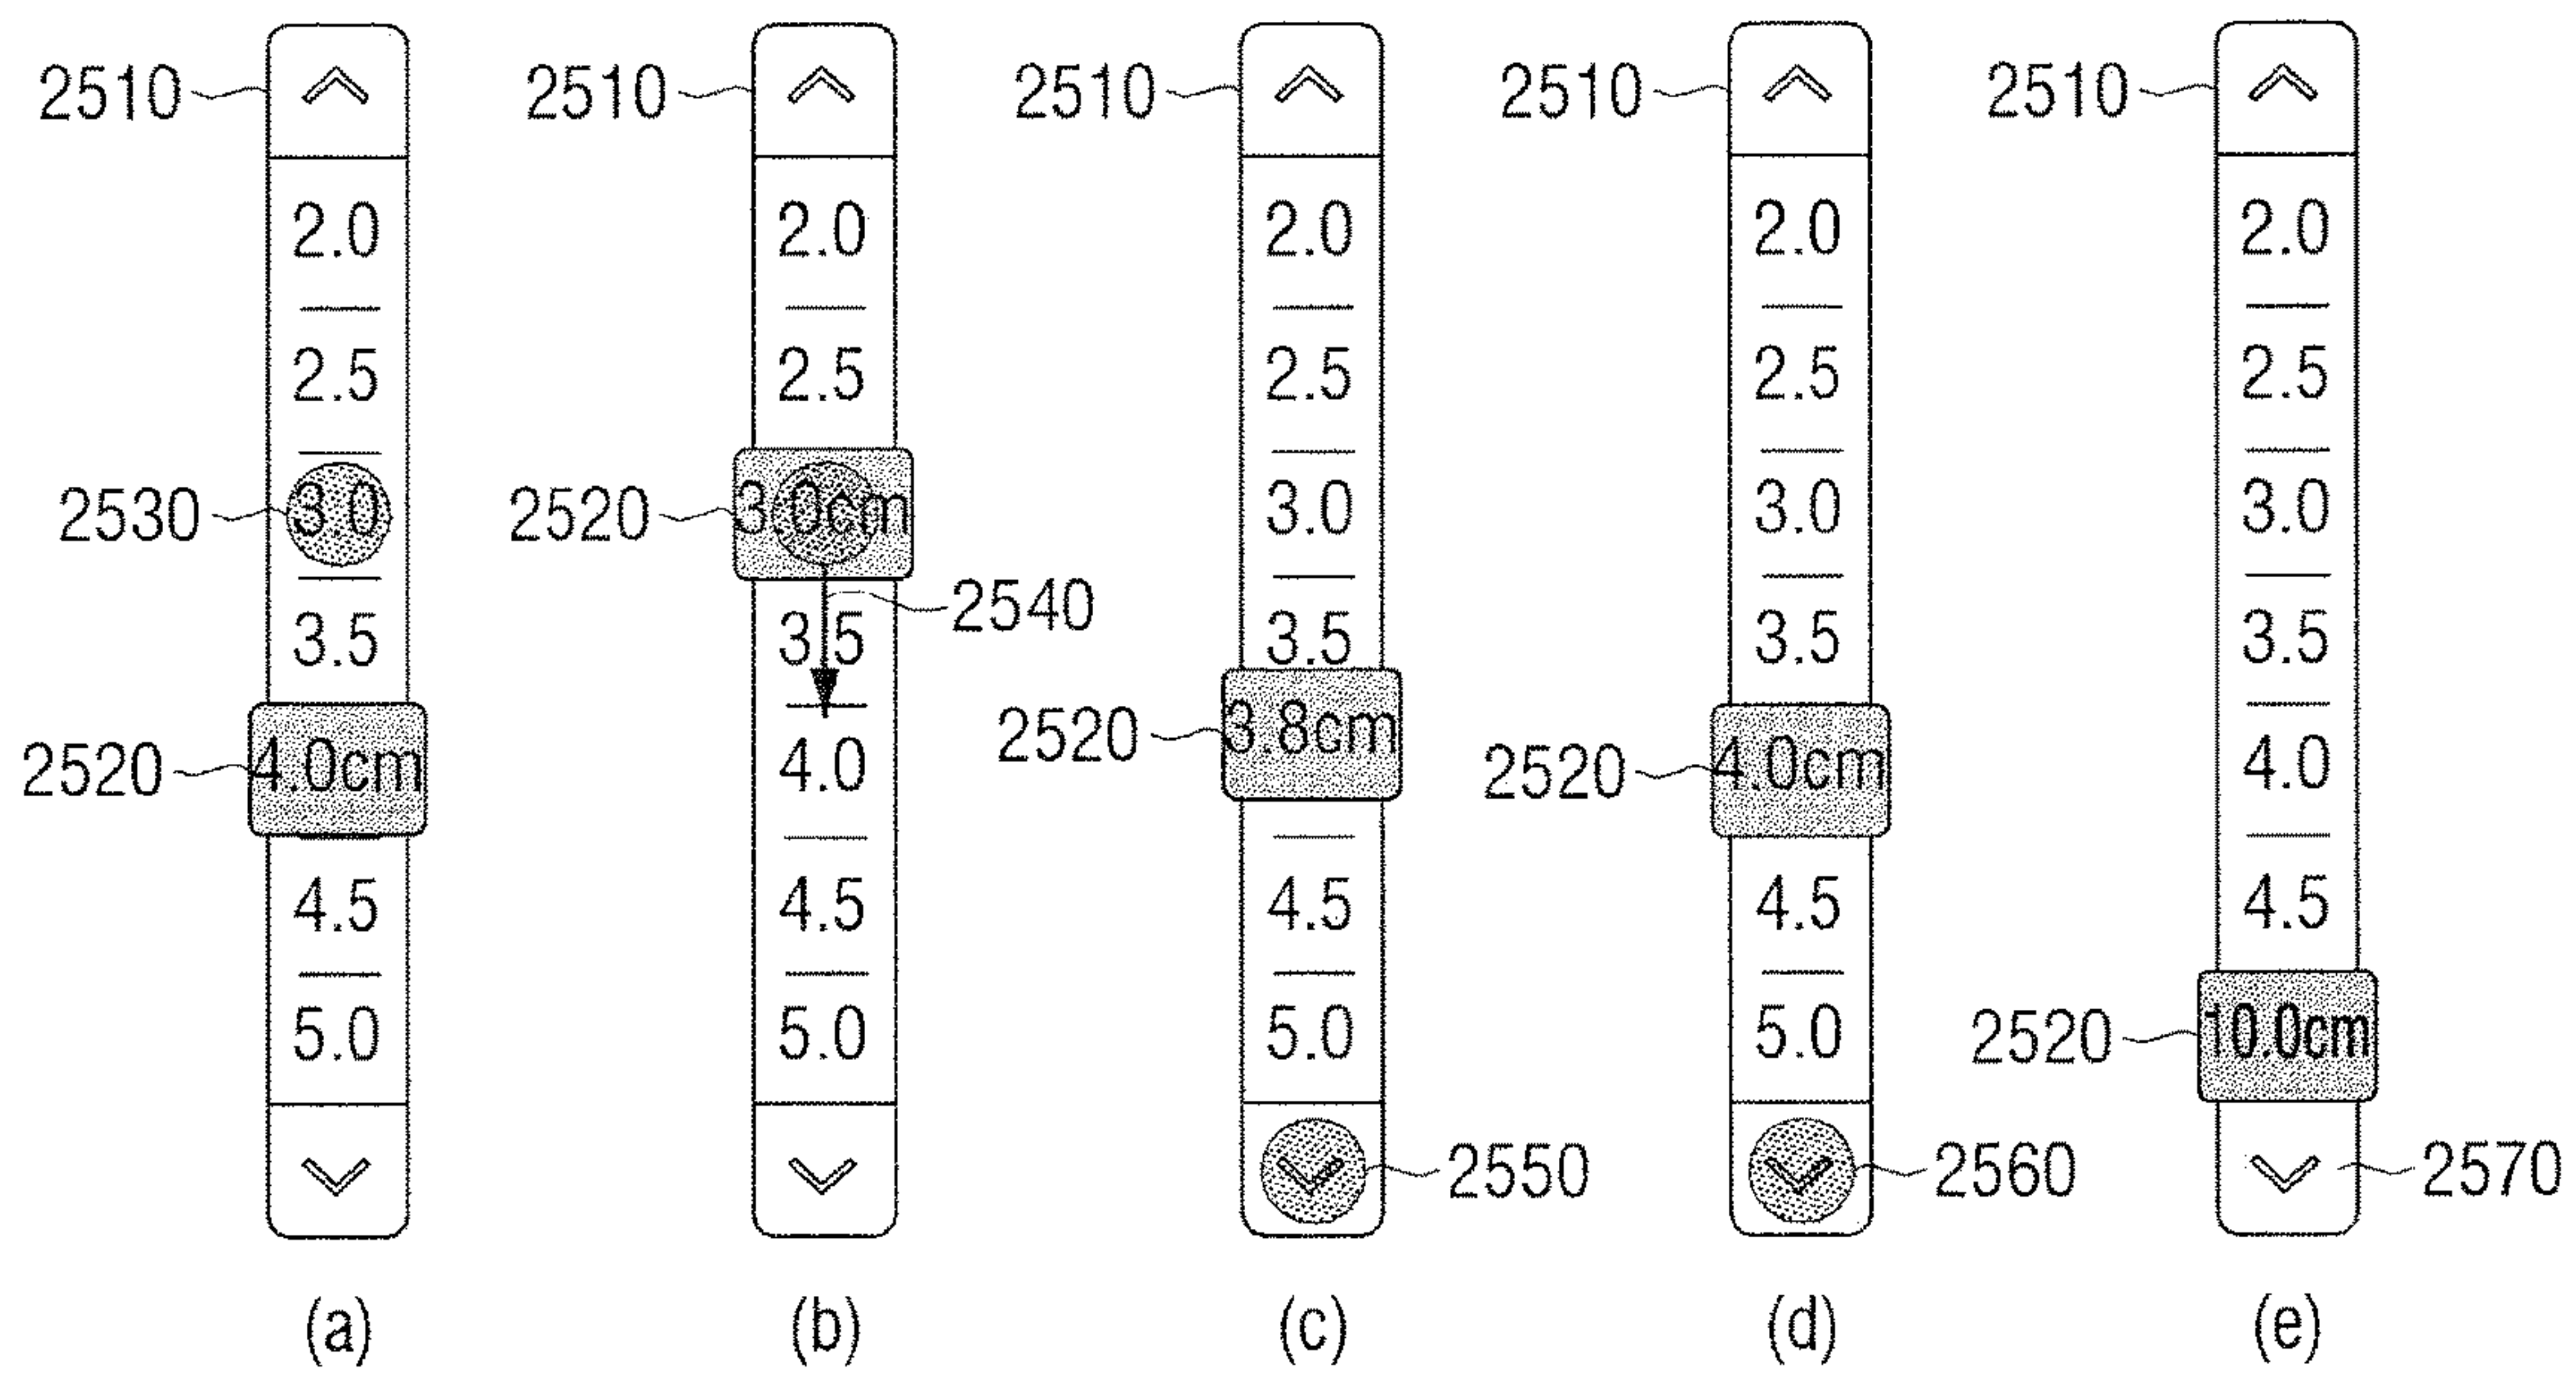 2510 2510 2510 2510 2510
2.0 2.0 2.0 2.0 2.0
2.5 2.5 2.5 2.5 2.5
2530 3.0 2520 3.0cm 3.0 3.0 3.0
2540
3.5 3.5 3.5 3.5 3.5
2520 4.0cm 4.0 2520 3.8cm 2520 4.0cm 4.0
4.5 4.5 4.5 4.5 4.5
5.0 5.0 5.0 5.0 2520 10.0cm
2550 2560 2570
(a) (b) (c) (d) (e)